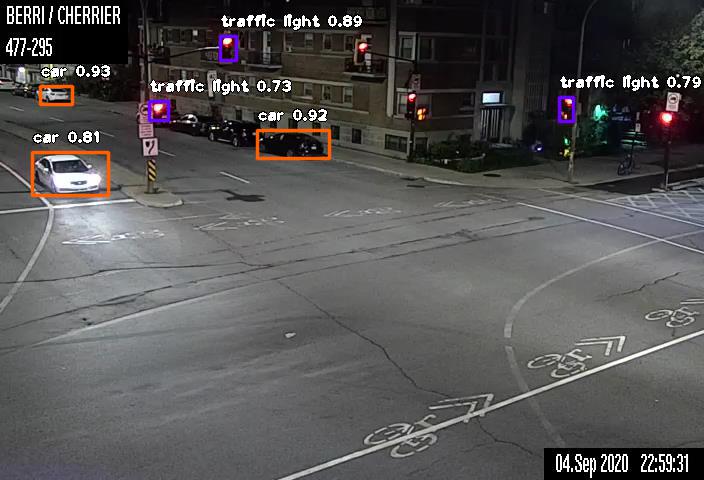 BERRI / CHERRIER
477-295
traffic light 0.89
car 0.93
traffic light 0.73
traffic light 0.79
car 0.92
car 0.81
04.Sep 2020 22:59:31